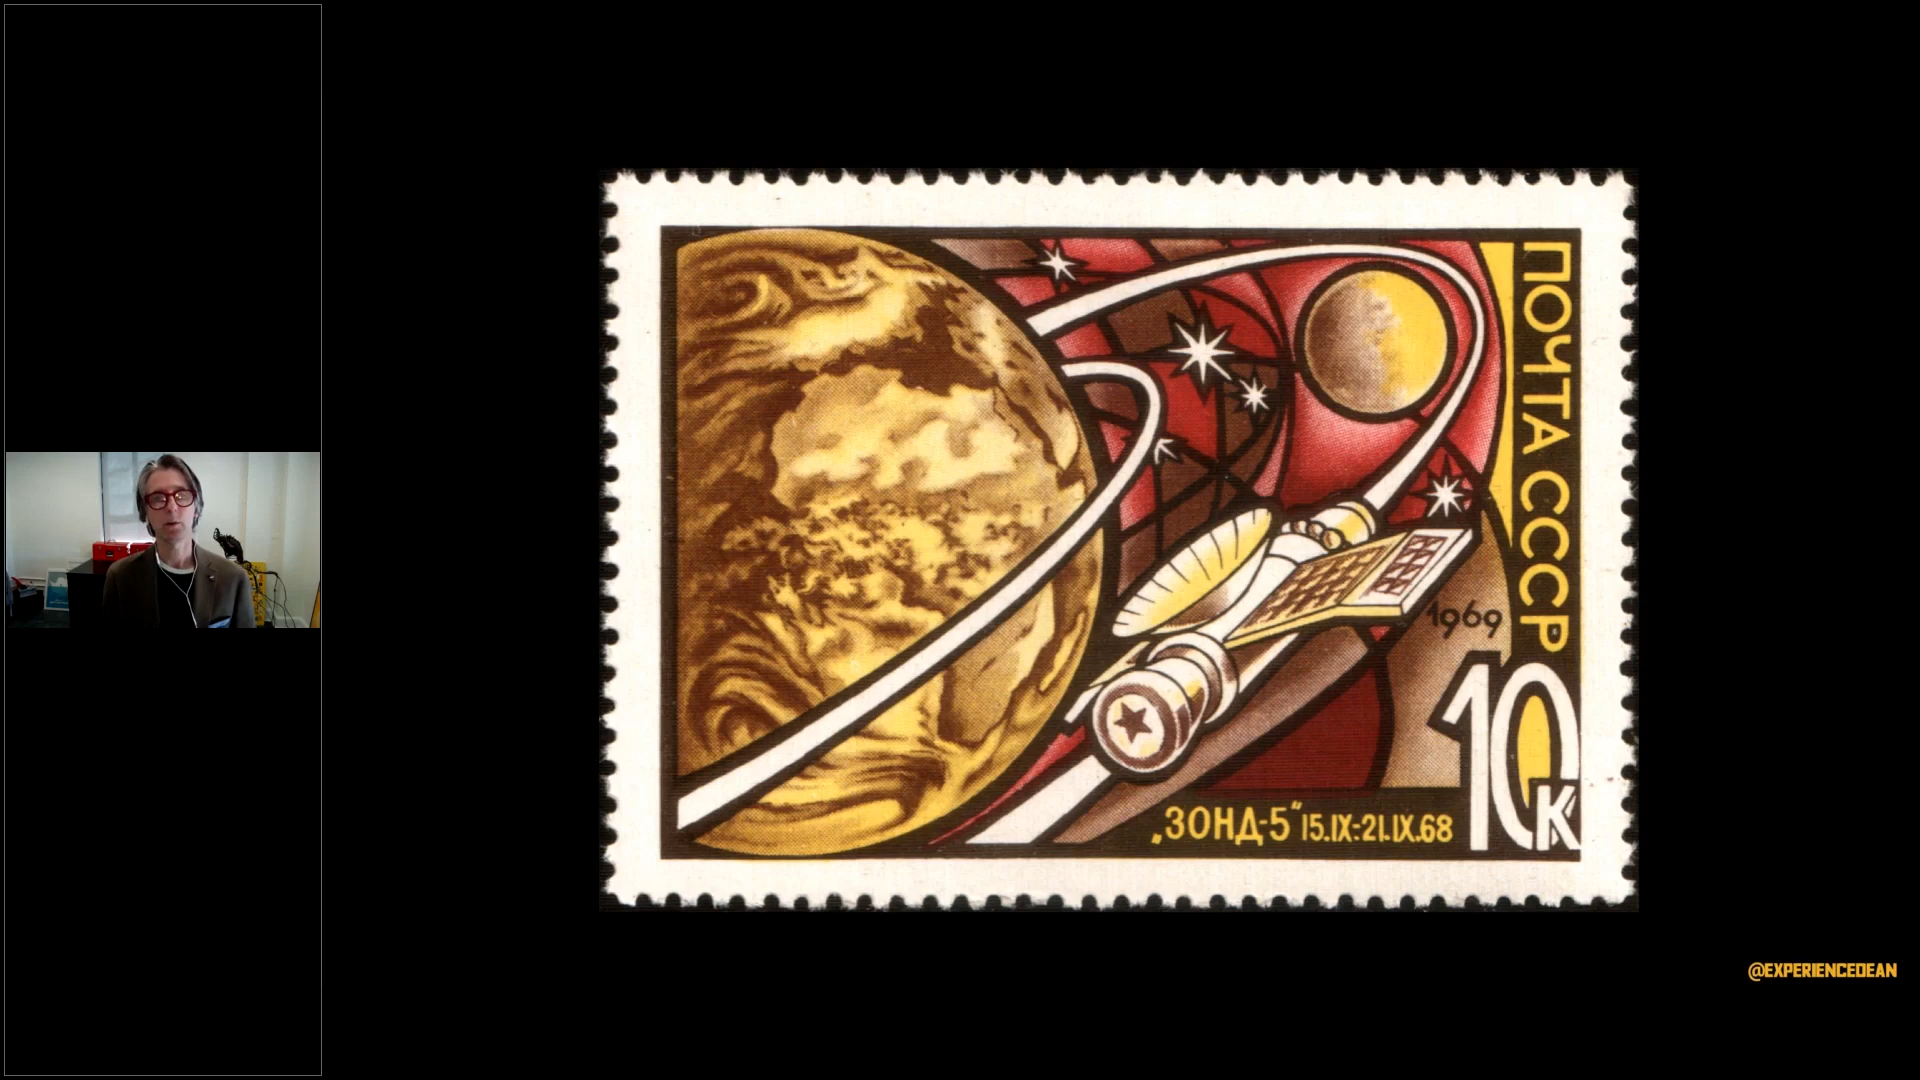 ПОЧТА СССР
1969
10к
„ЗОНД-5“ 15.IX.-21.IX.68
@EXPERIENCEDEAN